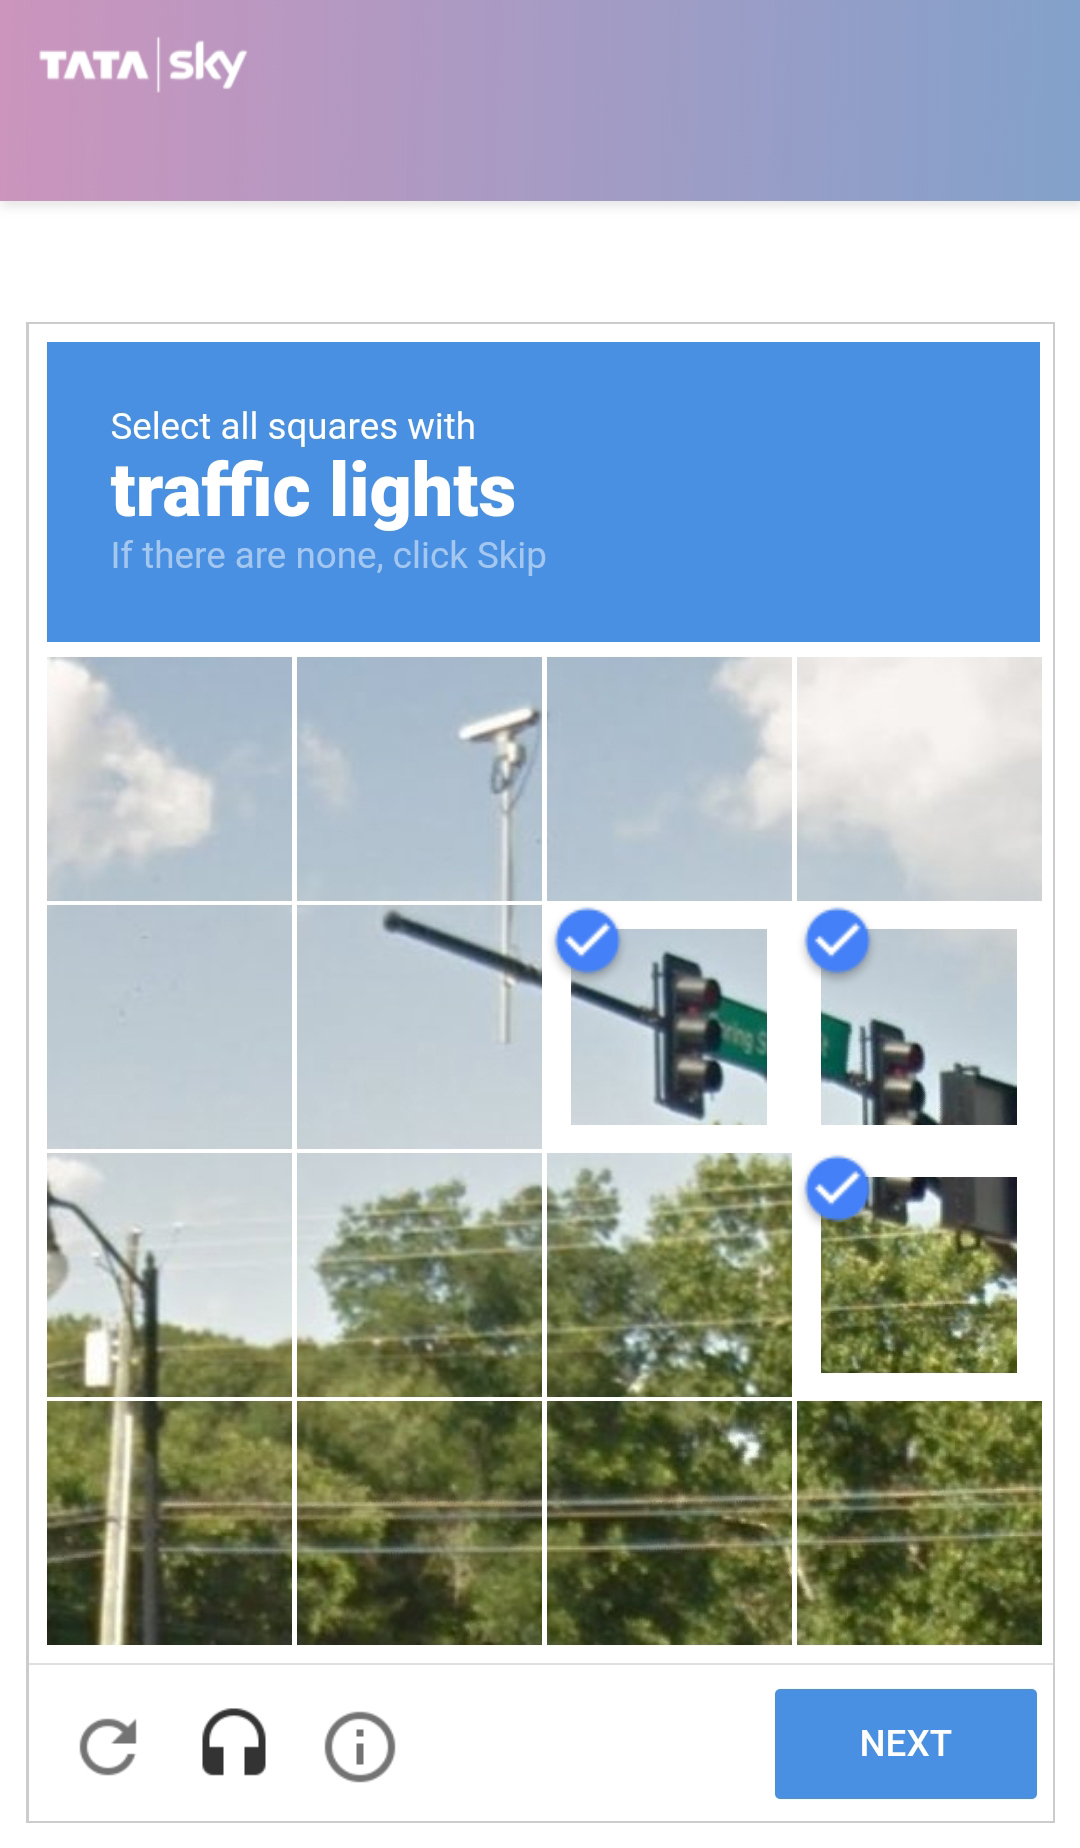 TATA sky
Select all squares with
traffic lights
If there are none, click Skip
NEXT